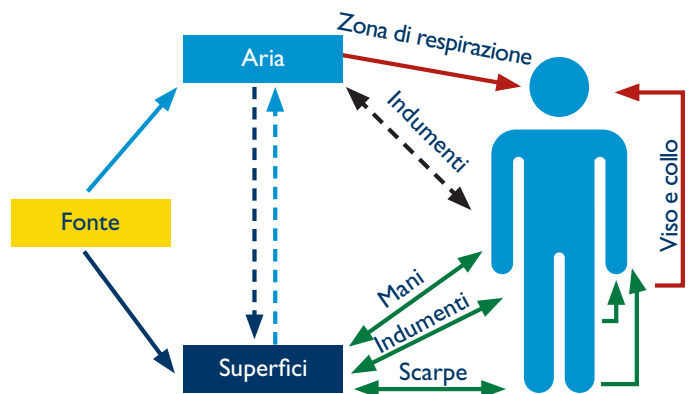 Zona di respirazione
Aria
Indumenti
Fonte
Viso e collo
Mani
Indumenti
Superfici
Scarpe